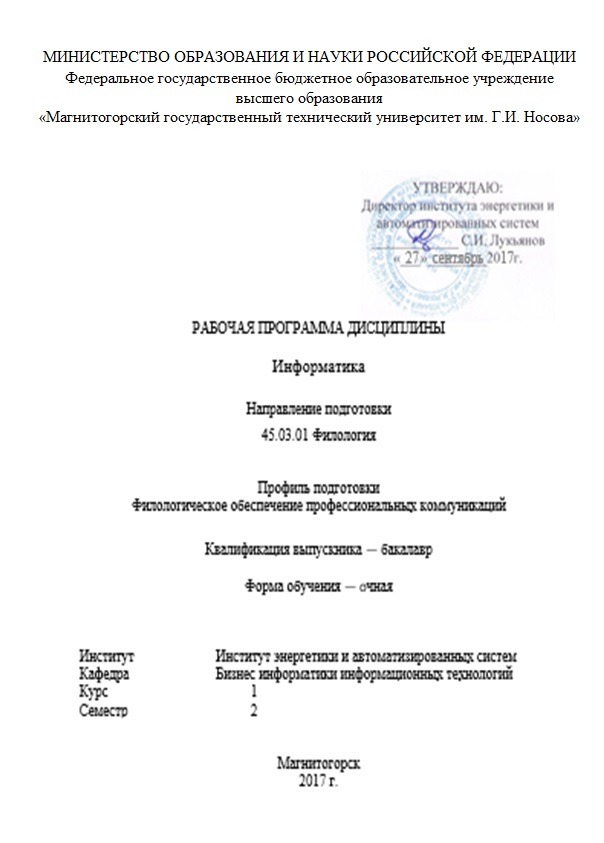 МИНИСТЕРСТВО ОБРАЗОВАНИЯ И НАУКИ РОССИЙСКОЙ ФЕДЕРАЦИИ
Федеральное государственное бюджетное образовательное учреждение
высшего образования
«Магнитогорский государственный технический университет им. Г.И. Носова»
УТВЕРЖДАЮ:
Директор института энергетики и
автоматизированных систем
С.И. Лукьянов
« 27 » сентябрь 2017г.
РАБОЧАЯ ПРОГРАММА ДИСЦИПЛИНЫ
Информатика
Направление подготовки
45.03.01 Филология
Профиль подготовки
Филологическое обеспечение профессиональных коммуникаций
Квалификация выпускника — бакалавр
Форма обучения — очная
Институт Институт энергетики и автоматизированных систем
Кафедра Бизнес информатики информационных технологий
Курс 1
Семестр 2
Магнитогорск
2017 г.